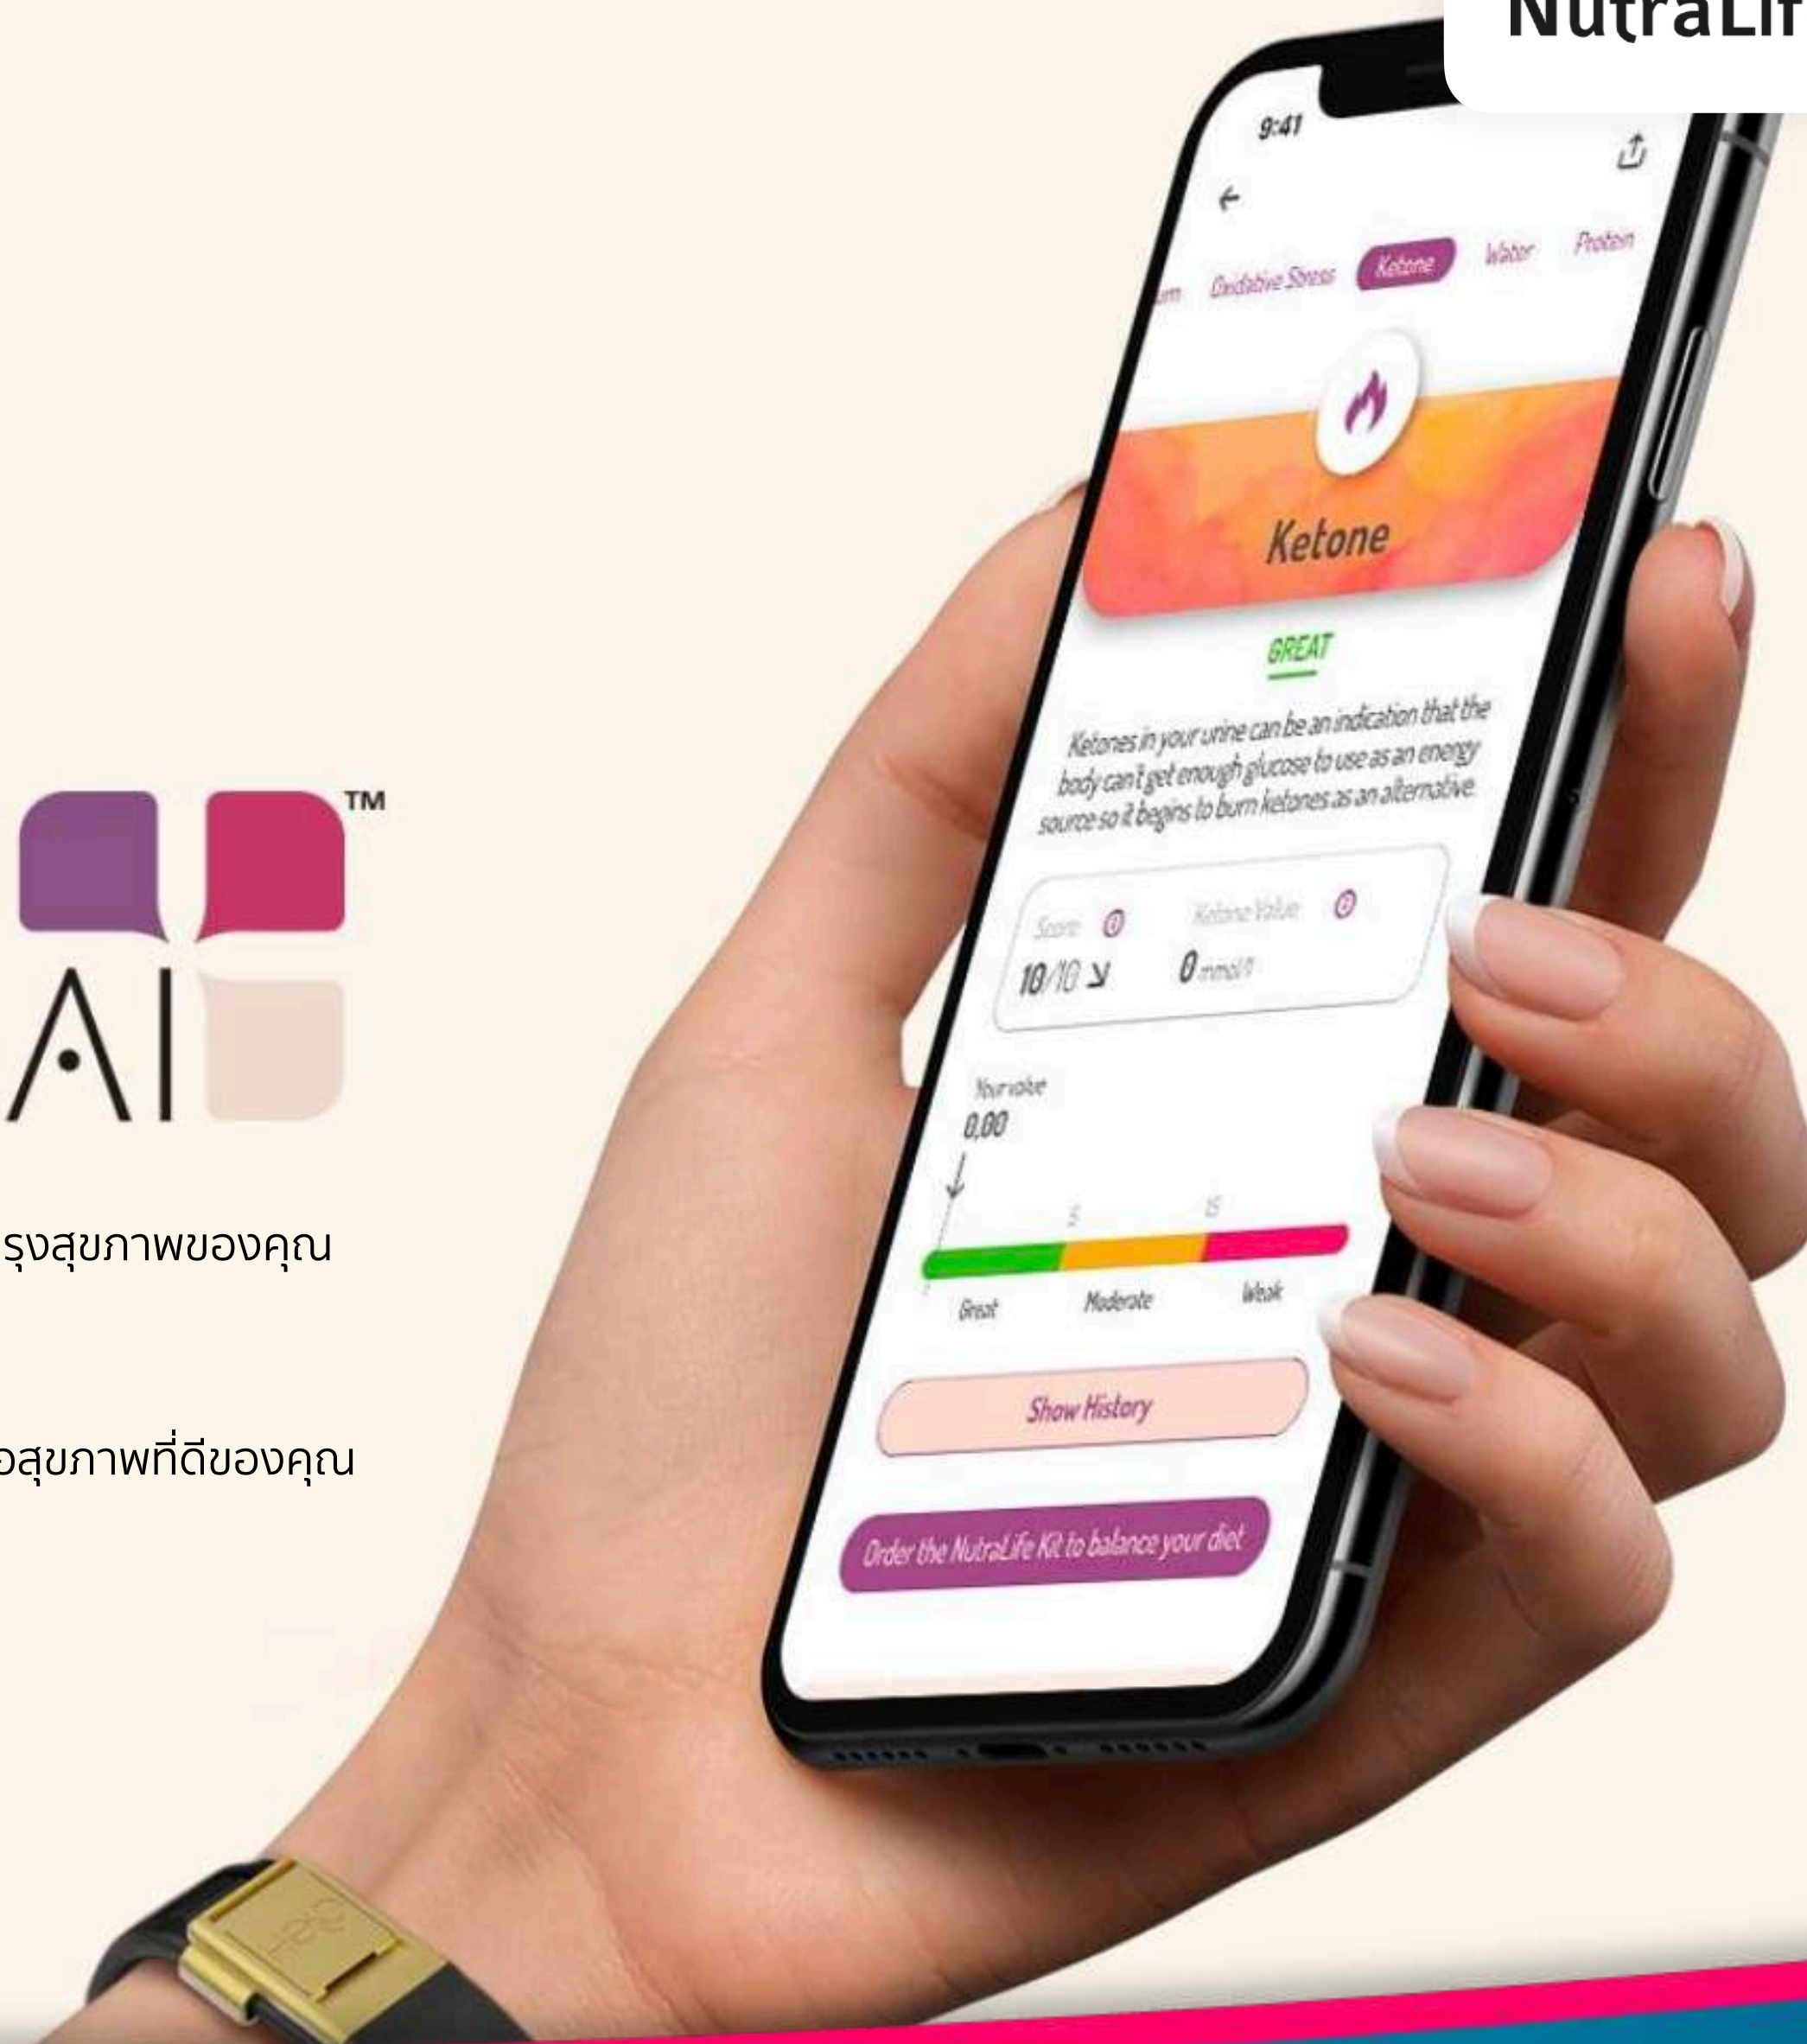 NutraLif
9:41
um Oxidative Stress Ketone Water Protein
Ketone
GREAT
Ketones in your urine can be an indication that the
body can't get enough glucose to use as an energy
source so it begins to burn ketones as an alternative.
Score Ketone Value
10/10 0 mmol/l
Your value
0,00
Great Moderate Weak
Show History
Order the NutraLife Kit to balance your diet
TM
AI
รุงสุขภาพของคุณ
อสุขภาพที่ดีของคุณ